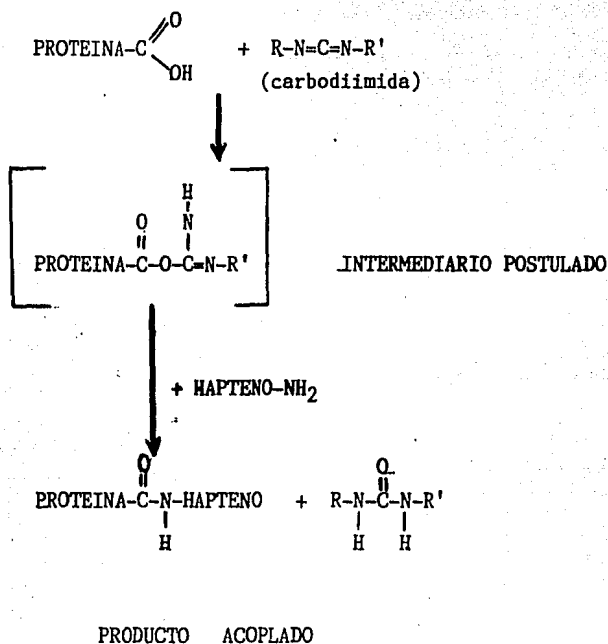 O
PROTEINA-C + R-N=C=N-R'
OH
(carbodiimida)
H
O N
PROTEINA-C-O-C=N-R' INTERMEDIARIO POSTULADO
+ HAPTENO-NH2
O O
PROTEINA-C-N-HAPTENO + R-N-C-N-R'
H H H
PRODUCTO ACOPLADO